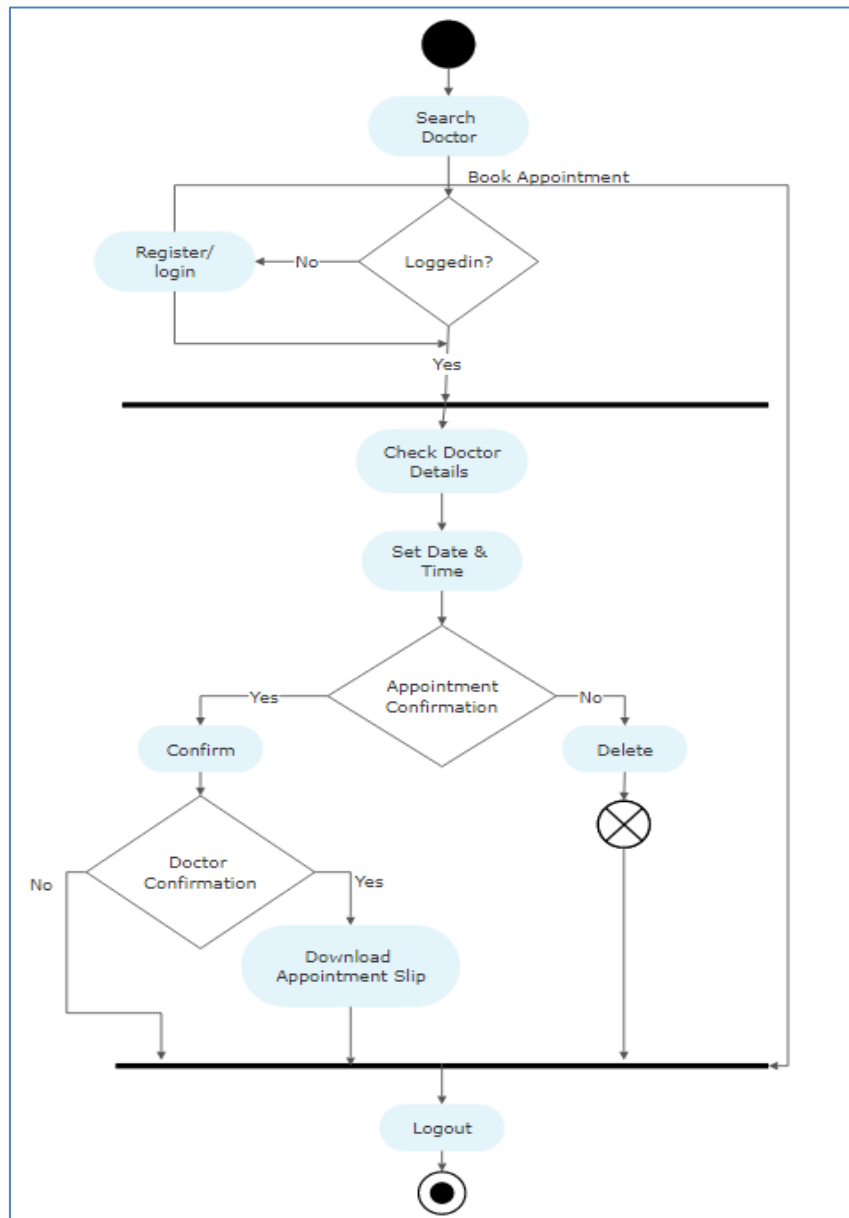 Search
Doctor
Book Appointment
Register/
login
No
Loggedin?
Yes
Check Doctor
Details
Set Date &
Time
Appointment
Confirmation
Yes
No
Confirm
Delete
Doctor
Confirmation
No
Yes
Download
Appointment Slip
Logout